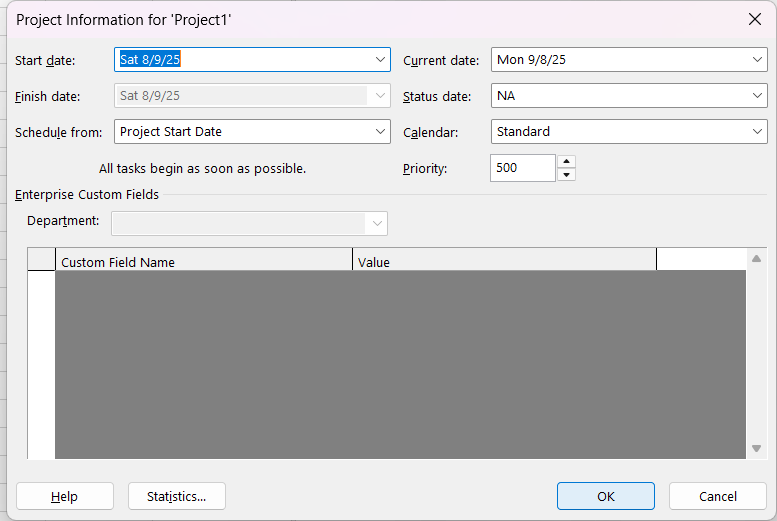 Project Information for 'Project1'
Start date: Sat 8/9/25 Current date: Mon 9/8/25
Finish date: Sat 8/9/25 Status date: NA
Schedule from: Project Start Date Calendar: Standard
All tasks begin as soon as possible. Priority: 500
Enterprise Custom Fields
Department:
Custom Field Name Value
Help Statistics... OK Cancel